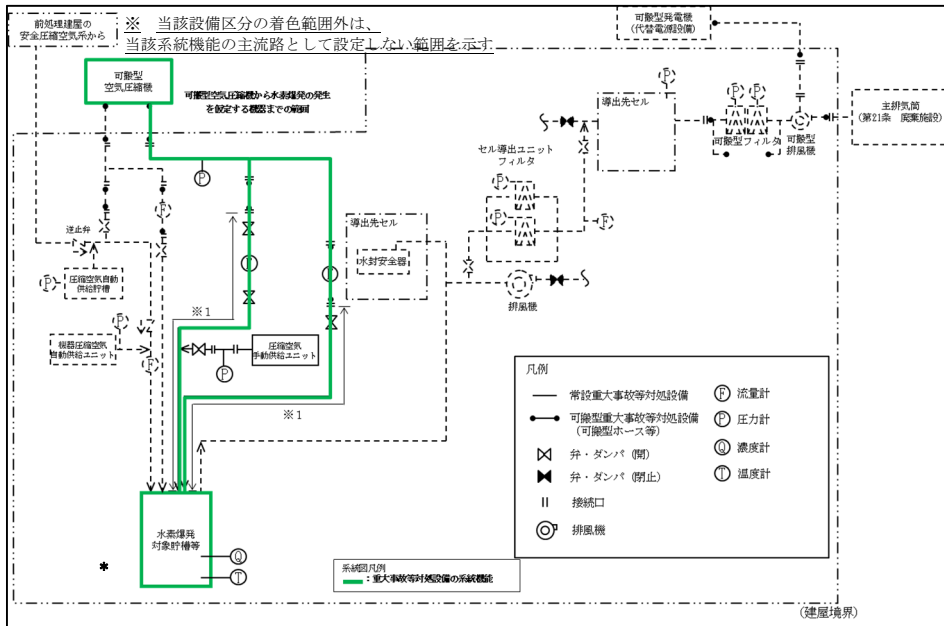 前処理建屋の
安全圧縮空気系から
※ 当該設備区分の着色範囲外は、
当該系統機能の主流路として設定しない範囲を示す
可搬型発電機
(代替電源設備)
可搬型
空気圧縮機
可搬型空気圧縮機から水素爆発の発生
を仮定する機器までの範囲
導出先セル
P
P
P
可搬型フィルタ
可搬型
排風機
主排気筒
(第21条 廃棄施設)
セル導出ユニット
フィルタ
P
P
F
P
F
逆止弁
導出先セル
水封安全器
P
圧縮空気自動
供給貯槽
F
排風機
※1
P
機器圧縮空気
自動供給ユニット
F
圧縮空気
手動供給ユニット
P
※1
凡例
常設重大事故等対処設備
可搬型重大事故等対処設備
(可搬型ホース等)
弁・ダンパ (開)
弁・ダンパ (閉止)
接続口
排風機
F 流量計
P 圧力計
Q 濃度計
T 温度計
水素爆発
対象貯槽等
Q
T
*
系統図凡例
:重大事故等対処設備の系統機能
(建屋境界)